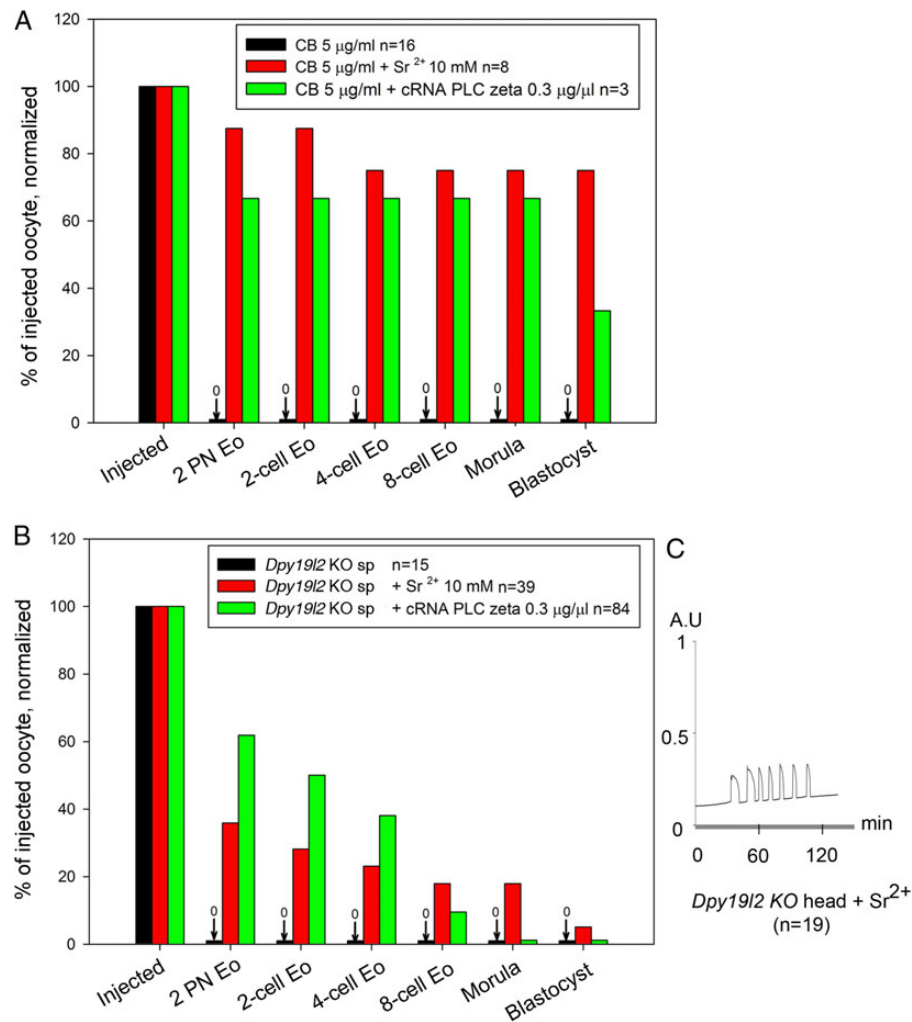 A
120
100
80
60
40
20
0
% of injected oocyte, normalized
CB 5 µg/ml n=16
CB 5 µg/ml + Sr 2+ 10 mM n=8
CB 5 µg/ml + cRNA PLC zeta 0.3 µg/µl n=3
0 0 0 0 0 0
Injected
2 PN Eo
2-cell Eo
4-cell Eo
8-cell Eo
Morula
Blastocyst
B
120
100
80
60
40
20
0
% of injected oocyte, normalized
Dpy19l2 KO sp n=15
Dpy19l2 KO sp + Sr 2+ 10 mM n=39
Dpy19l2 KO sp + cRNA PLC zeta 0.3 µg/µl n=84
0 0 0 0 0 0
Injected
2 PN Eo
2-cell Eo
4-cell Eo
8-cell Eo
Morula
Blastocyst
C
A.U
1
0.5
0
min
0 60 120
Dpy19l2 KO head + Sr2+
(n=19)